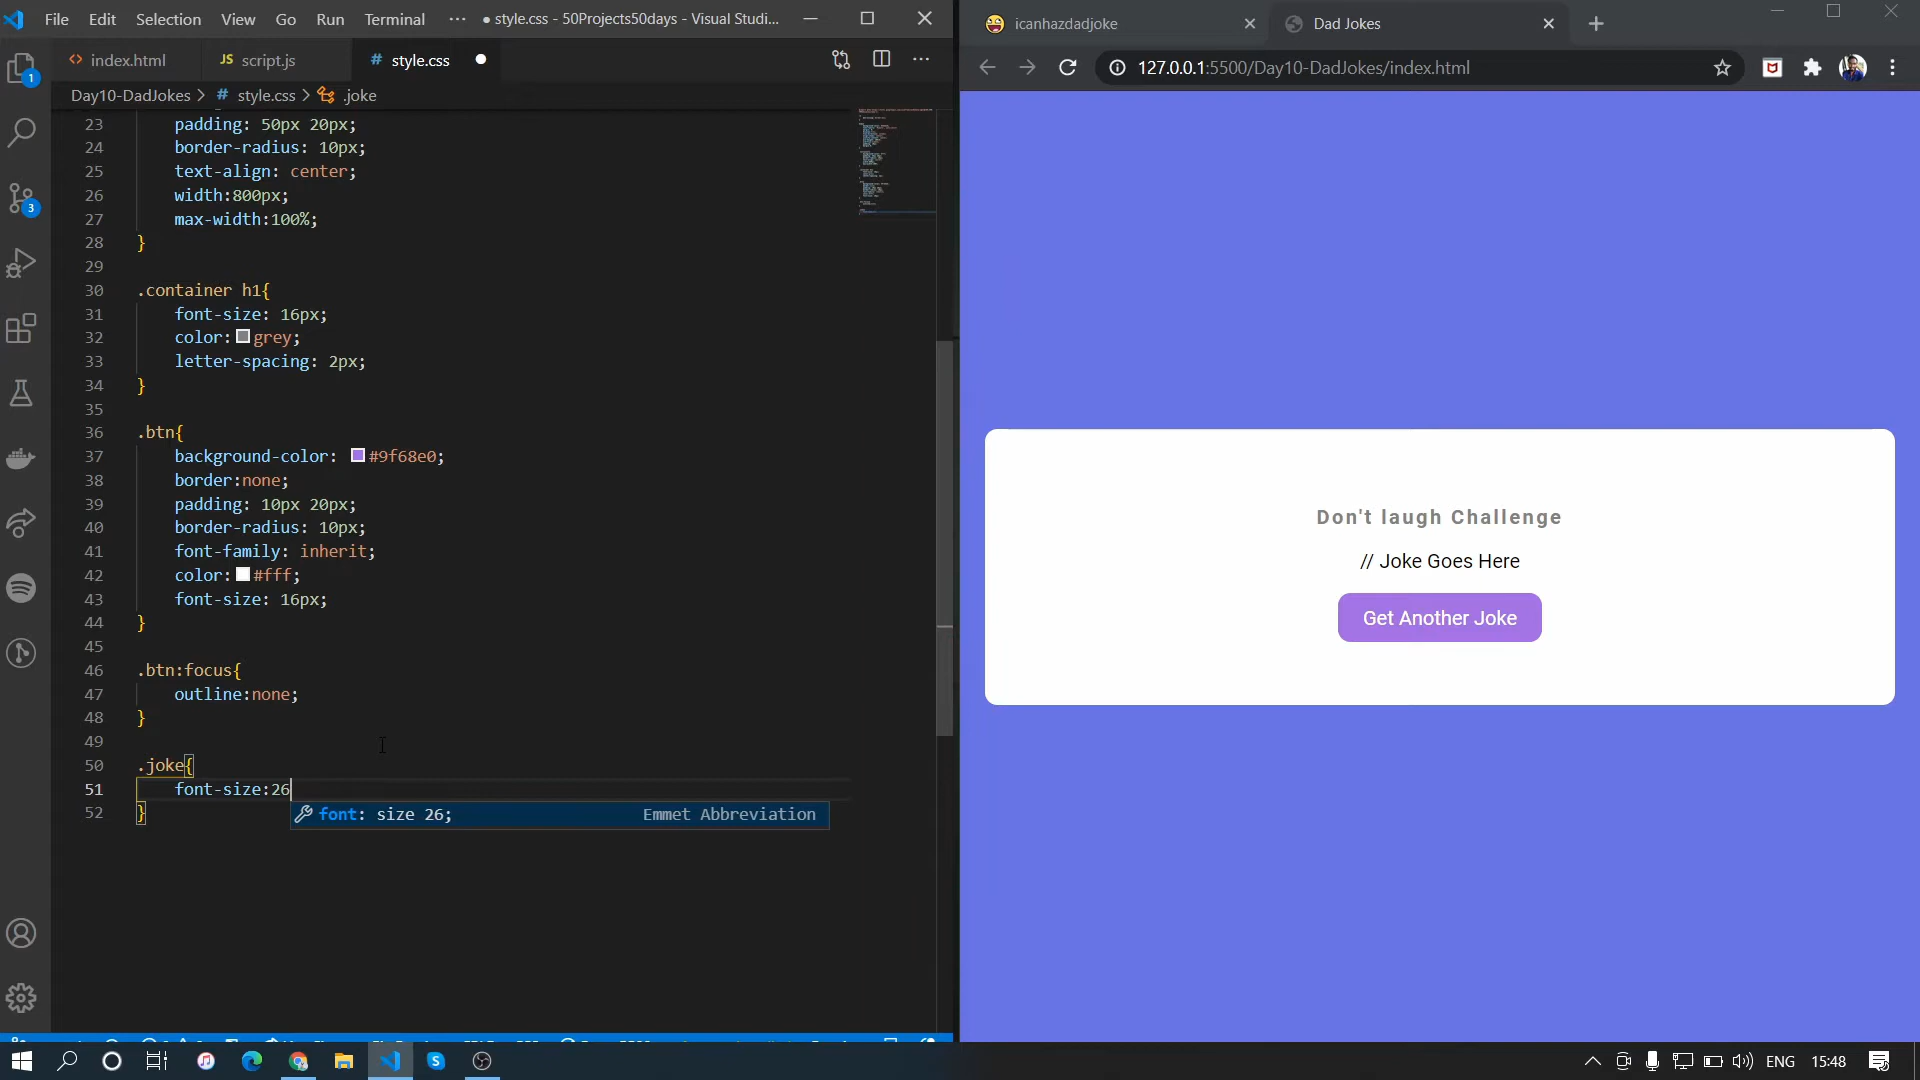 File Edit Selection View Go Run Terminal ··· ● style.css - 50Projects50days - Visual Studi...
index.html JS script.js # style.css
Day10-DadJokes > # style.css > .joke
23 padding: 50px 20px;
24 border-radius: 10px;
25 text-align: center;
26 width:800px;
27 max-width:100%;
28 }
29
30 .container h1{
31 font-size: 16px;
32 color: grey;
33 letter-spacing: 2px;
34 }
35
36 .btn{
37 background-color: #9f68e0;
38 border:none;
39 padding: 10px 20px;
40 border-radius: 10px;
41 font-family: inherit;
42 color: #fff;
43 font-size: 16px;
44 }
45
46 .btn:focus{
47 outline:none;
48 }
49
50 .joke{
51 font-size:26
font: size 26; Emmet Abbreviation
52 }
1
3
icanhazdadjoke
Dad Jokes
127.0.0.1:5500/Day10-DadJokes/index.html
Don't laugh Challenge
// Joke Goes Here
Get Another Joke
ENG 15:48